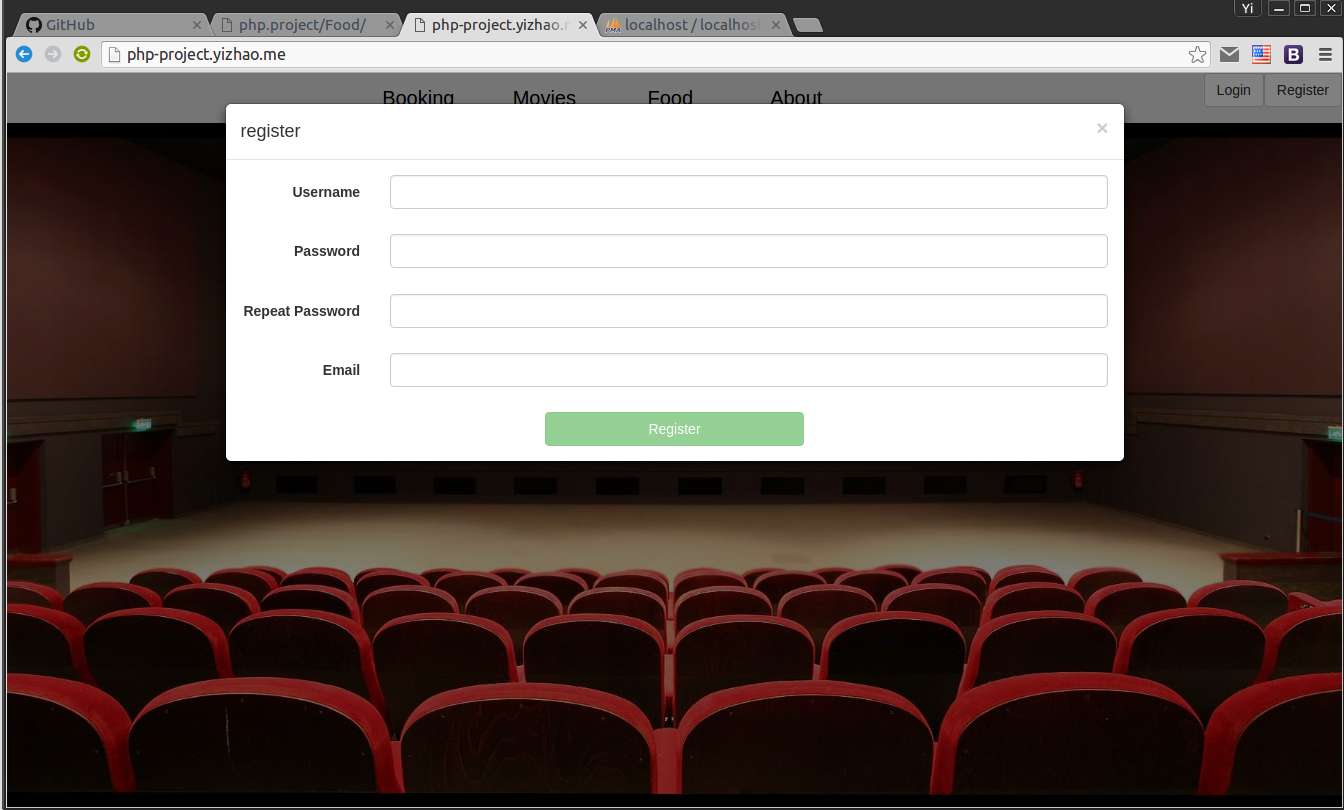 Yi
GitHub
php.project/Food/
php-project.yizhao.m
localhost / localhost
php-project.yizhao.me
B
Booking Movies Food About
Login Register
register ×
Username
Password
Repeat Password
Email
Register